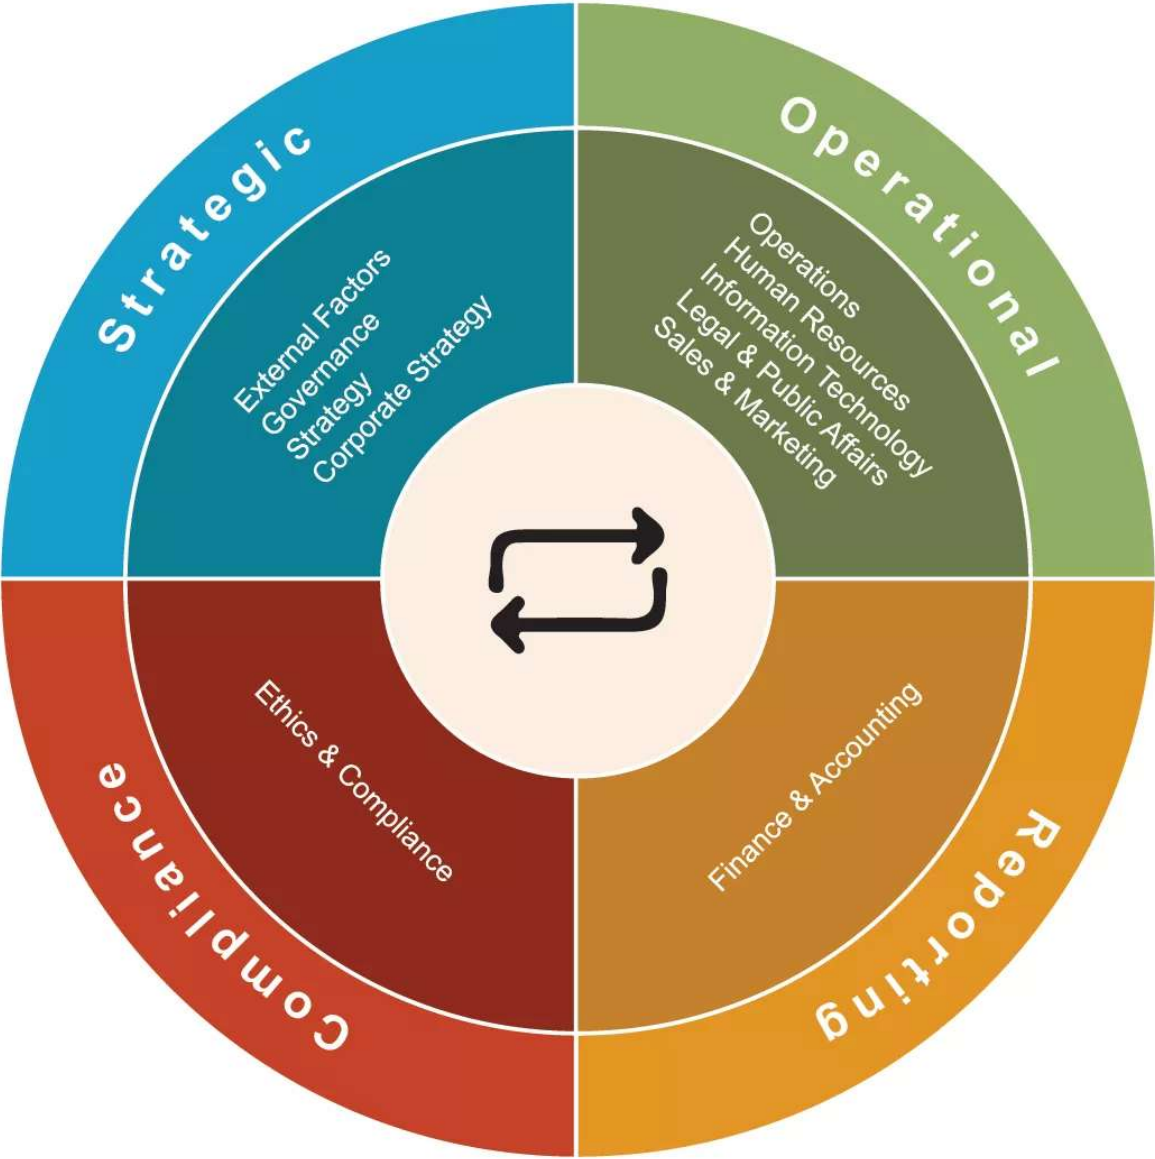 Strategic
External Factors
Governance
Strategy
Corporate Strategy
Operational
Operations
Human Resources
Information Technology
Legal & Public Affairs
Sales & Marketing
Compliance
Ethics & Compliance
Reporting
Finance & Accounting